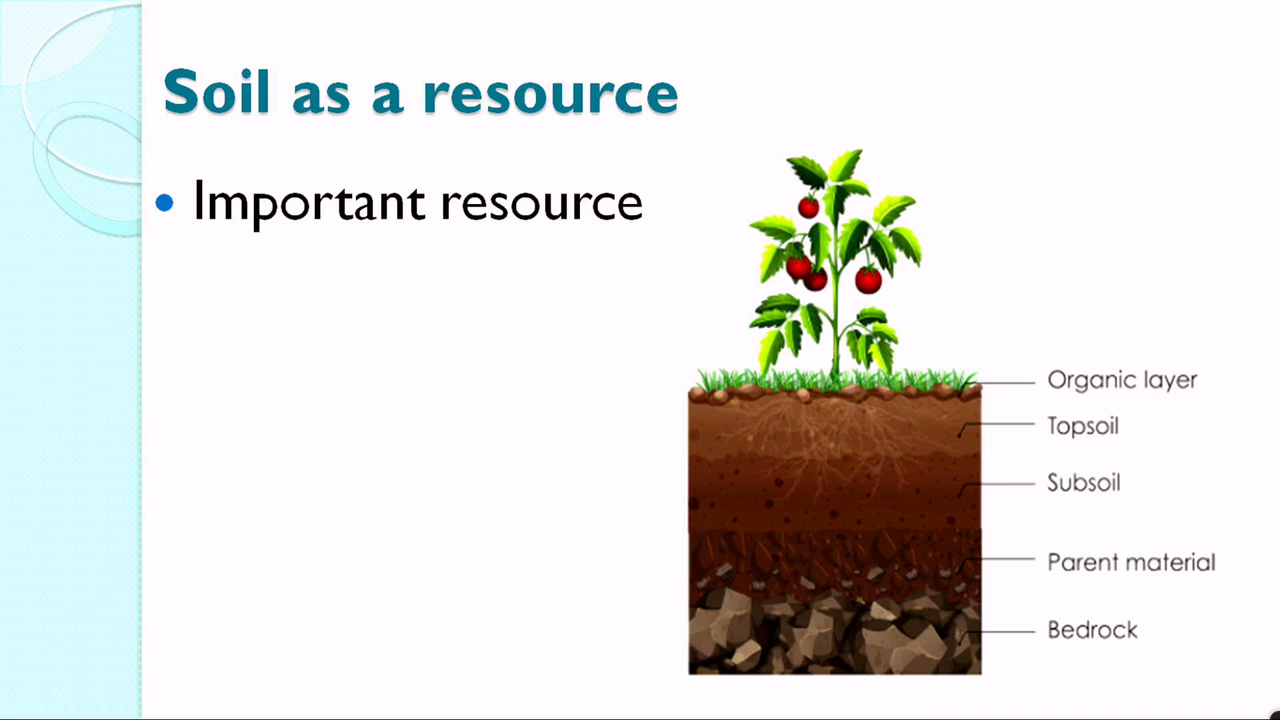 Soil as a resource
• Important resource
Organic layer
Topsoil
Subsoil
Parent material
Bedrock